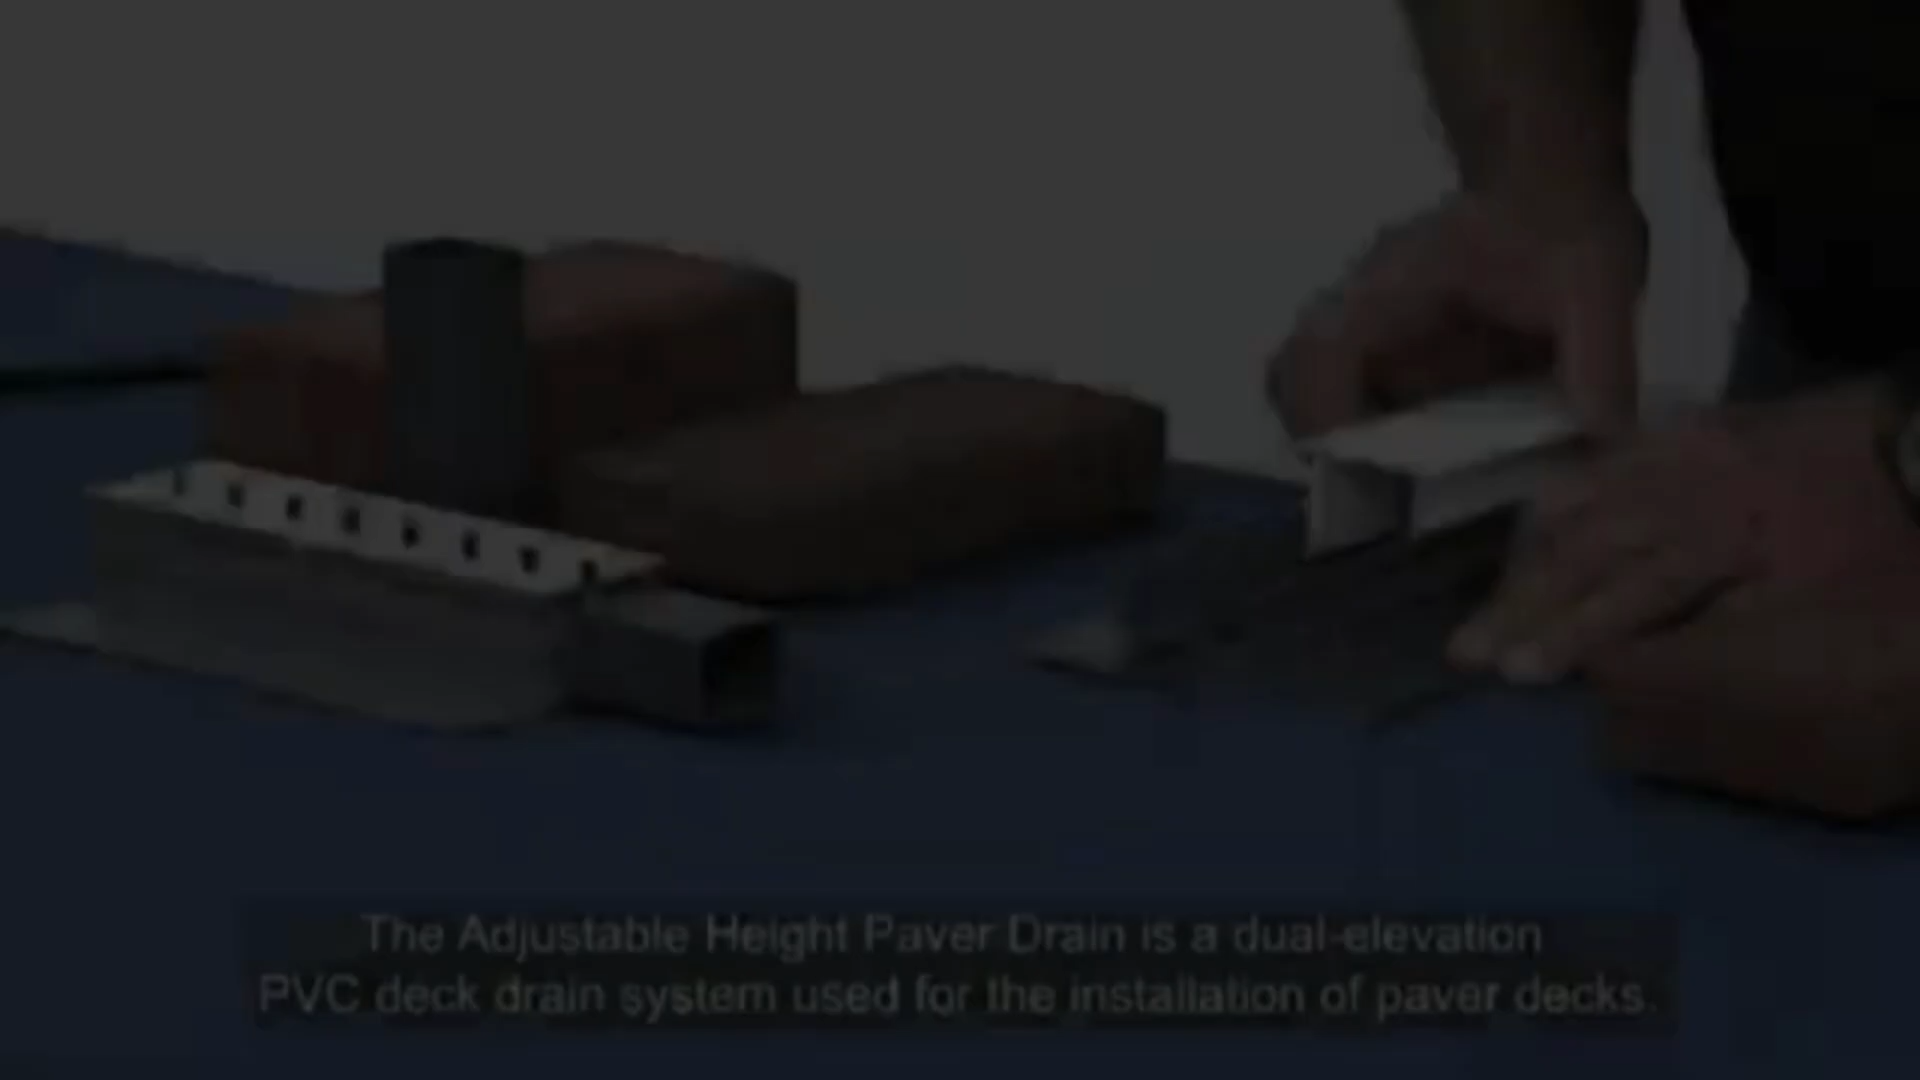 The Adjustable Height Paver Drain is a dual-elevation
PVC deck drain system used for the installation of paver decks.